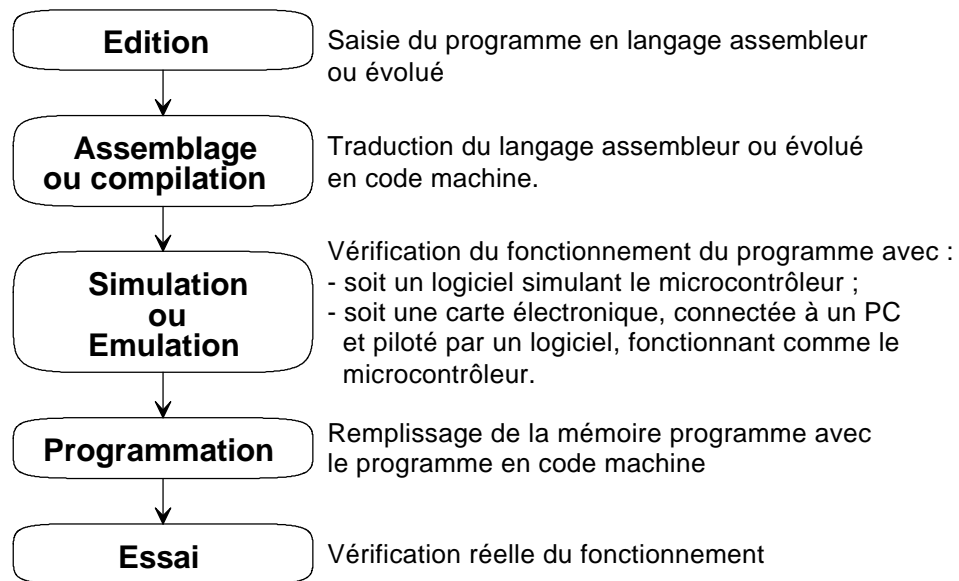 Edition
Saisie du programme en langage assembleur
ou évolué
Assemblage
ou compilation
Traduction du langage assembleur ou évolué
en code machine.
Simulation
ou
Emulation
Vérification du fonctionnement du programme avec :
- soit un logiciel simulant le microcontrôleur ;
- soit une carte électronique, connectée à un PC
et piloté par un logiciel, fonctionnant comme le
microcontrôleur.
Programmation
Remplissage de la mémoire programme avec
le programme en code machine
Essai
Vérification réelle du fonctionnement